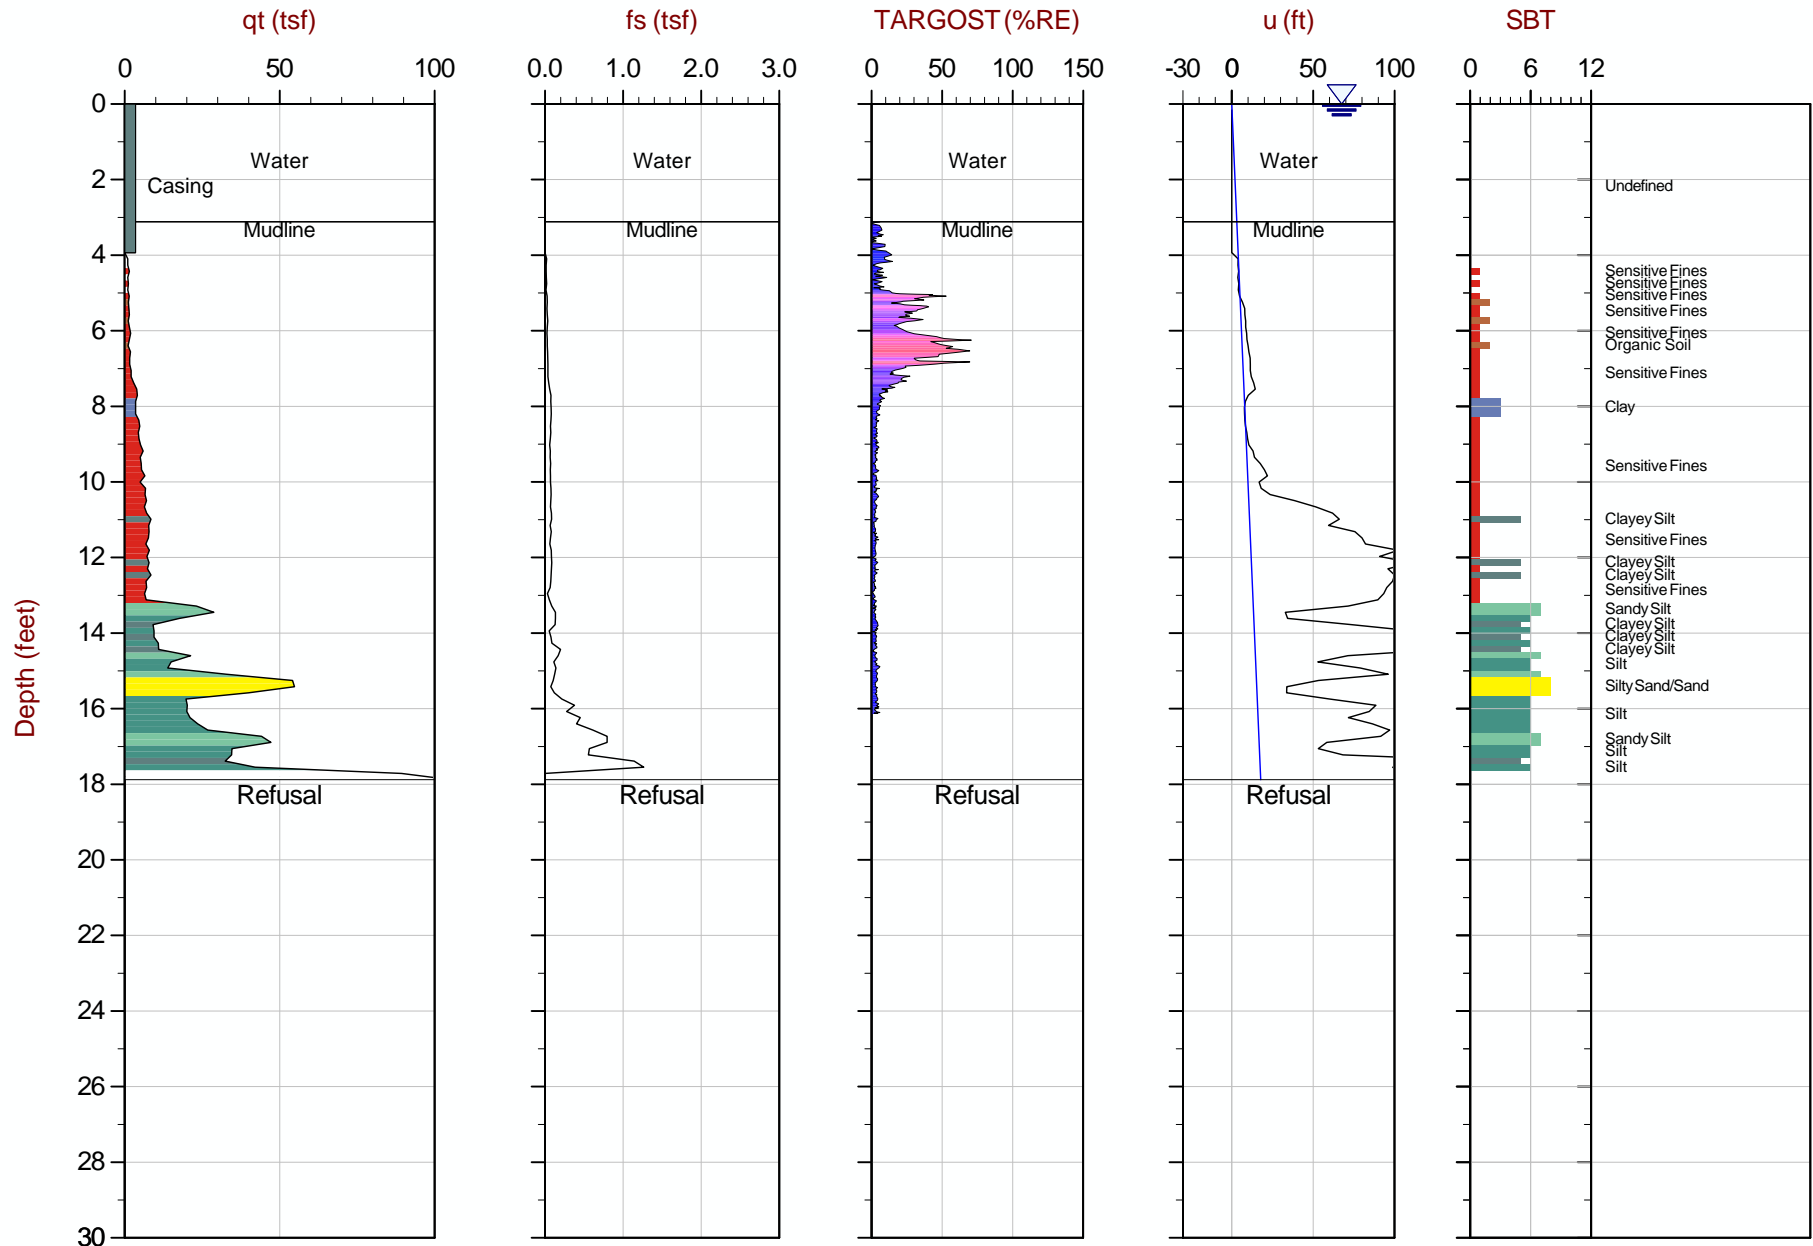 qt (tsf) fs (tsf) TARGOST (%RE) u (ft) SBT
0 50 100 0.0 1.0 2.0 3.0 0 50 100 150 -30 0 50 100 0 6 12
0
Water Water Water Water
2 Casing Undefined
Mudline Mudline Mudline Mudline
4
Sensitive Fines
Sensitive Fines
Sensitive Fines
Sensitive Fines
6 Sensitive Fines
Organic Soil
Sensitive Fines
8 Clay
Sensitive Fines
10
Clayey Silt
Sensitive Fines
12 Clayey Silt
Clayey Silt
Sensitive Fines
Sandy Silt
Clayey Silt
14 Clayey Silt
Clayey Silt
Silt
Silty Sand/Sand
16 Silt
Sandy Silt
Silt
Silt
18
Refusal Refusal Refusal Refusal
20
22
24
26
28
30
Depth (feet)